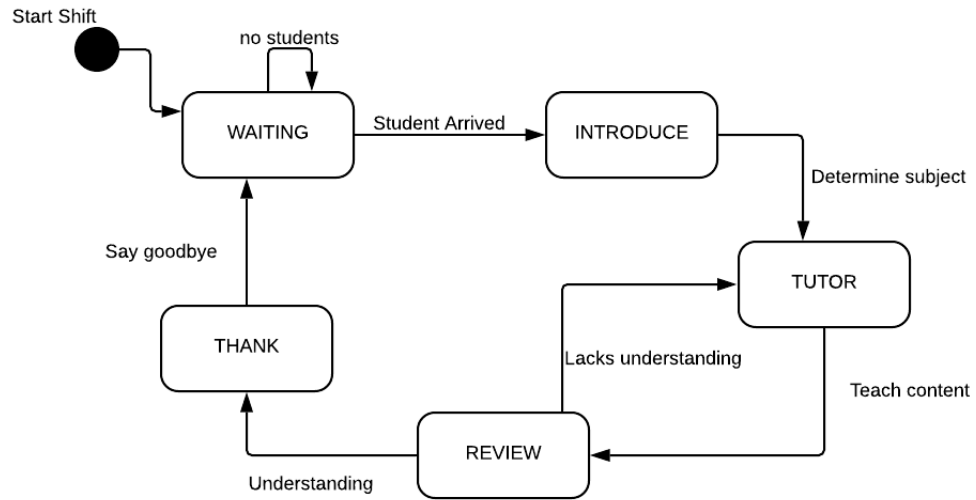 Start Shift
no students
WAITING
Student Arrived
INTRODUCE
Determine subject
Say goodbye
TUTOR
THANK
Lacks understanding
Teach content
REVIEW
Understanding